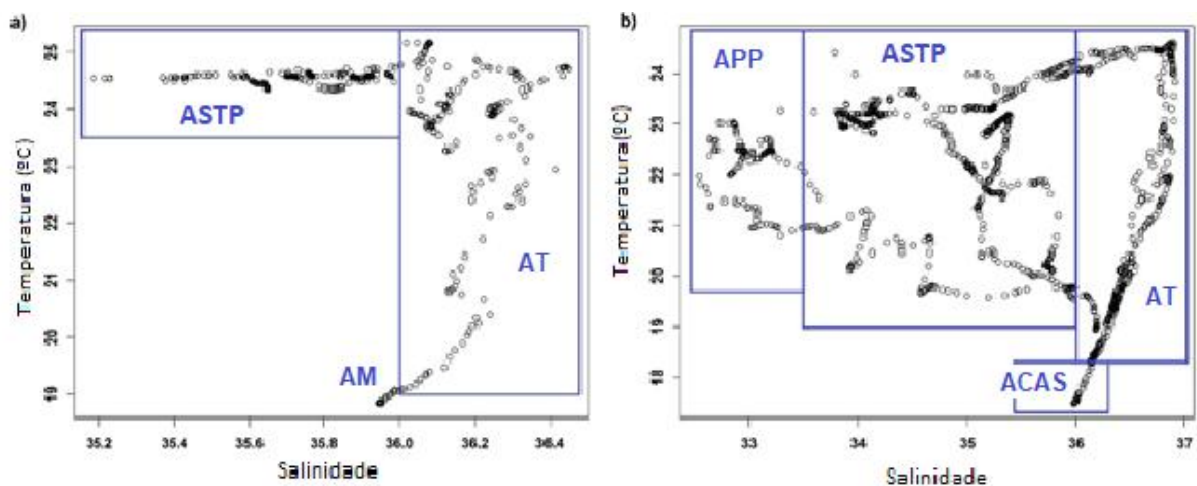 a)
25
24
23
22
21
20
19
Temperatura (ºC)
ASTP
AT
AM
35.2 35.4 35.6 35.8 36.0 36.2 36.4
Salinidade
b)
24
23
22
21
20
19
18
Temperatura (ºC)
APP
ASTP
AT
ACAS
33 34 35 36 37
Salinidade